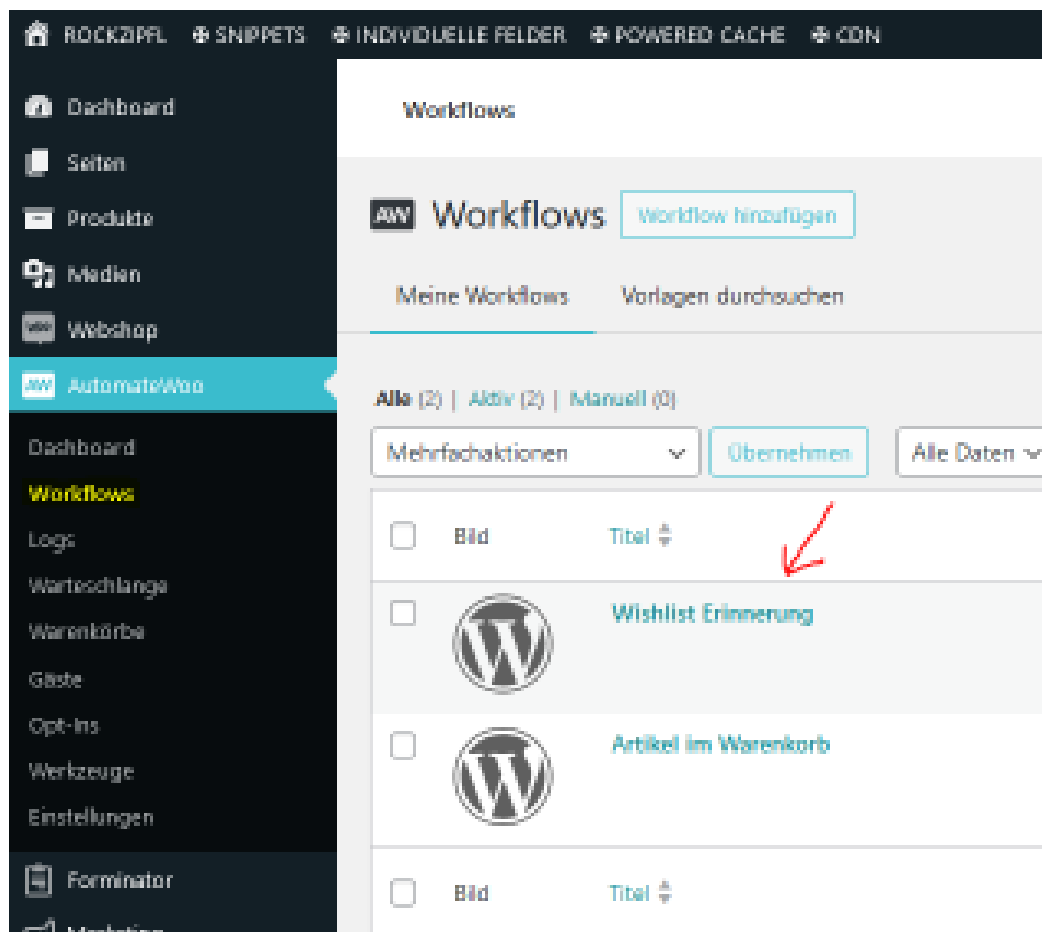 ROCKZIPFL SNIPPETS INDIVIDUELLE FELDER POWERED CACHE CDN
Dashboard
Seiten
Produkte
Medien
Webshop
AutomateWoo
Dashboard
Workflows
Logs
Warteschlange
Warenkörbe
Gäste
Opt-Ins
Werkzeuge
Einstellungen
Forminator
Marketing
Workflows
AW Workflows Workflow hinzufügen
Meine Workflows Vorlagen durchsuchen
Alle (2) | Aktiv (2) | Manuell (0)
Mehrfachaktionen Übernehmen Alle Daten
Bild Titel
Wishlist Erinnerung
Artikel im Warenkorb
Bild Titel